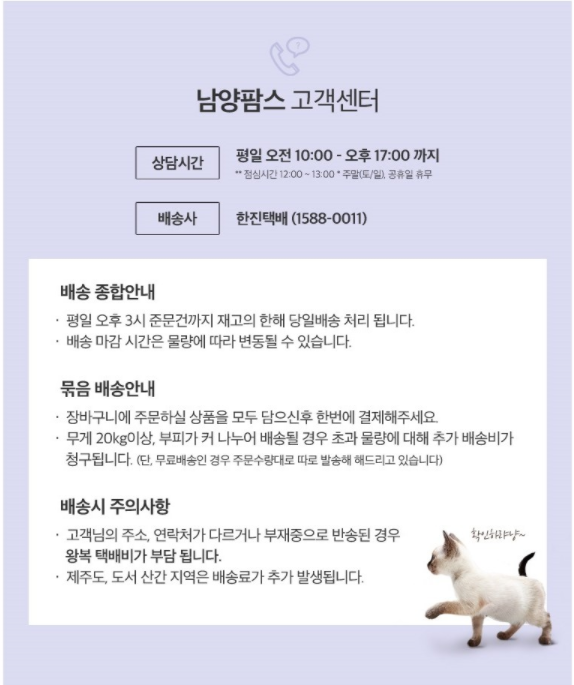 남양팜스 고객센터
상담시간
평일 오전 10:00 - 오후 17:00 까지
** 점심시간 12:00 ~ 13:00 * 주말(토/일), 공휴일 휴무
배송사
한진택배 (1588-0011)
배송 종합안내
· 평일 오후 3시 준문건까지 재고의 한해 당일배송 처리 됩니다.
· 배송 마감 시간은 물량에 따라 변동될 수 있습니다.
묶음 배송안내
· 장바구니에 주문하실 상품을 모두 담으신후 한번에 결제해주세요.
· 무게 20kg이상, 부피가 커 나누어 배송될 경우 초과 물량에 대해 추가 배송비가
청구됩니다. (단, 무료배송인 경우 주문수량대로 따로 발송해 해드리고 있습니다)
배송시 주의사항
· 고객님의 주소, 연락처가 다르거나 부재중으로 반송된 경우
왕복 택배비가 부담 됩니다.
· 제주도, 도서 산간 지역은 배송료가 추가 발생됩니다.
확인하라냥~